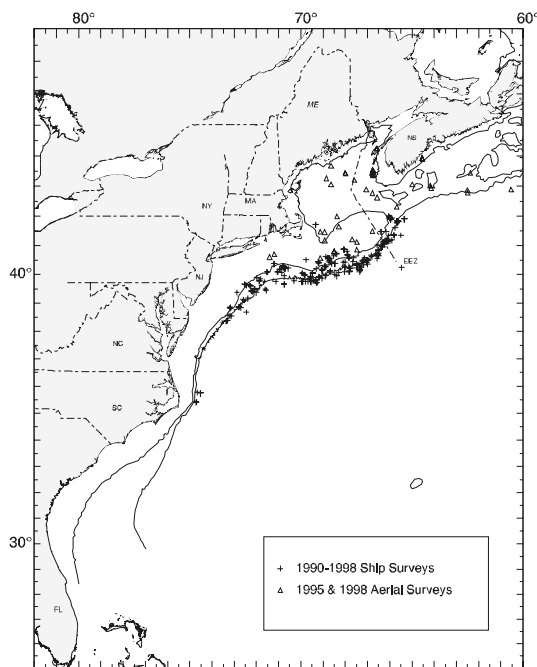 80° 70° 60°
ME
NS
NY MA
EEZ
40°
NJ
NC
SC
30°
1990-1998 Ship Surveys
1995 & 1998 Aerial Surveys
FL